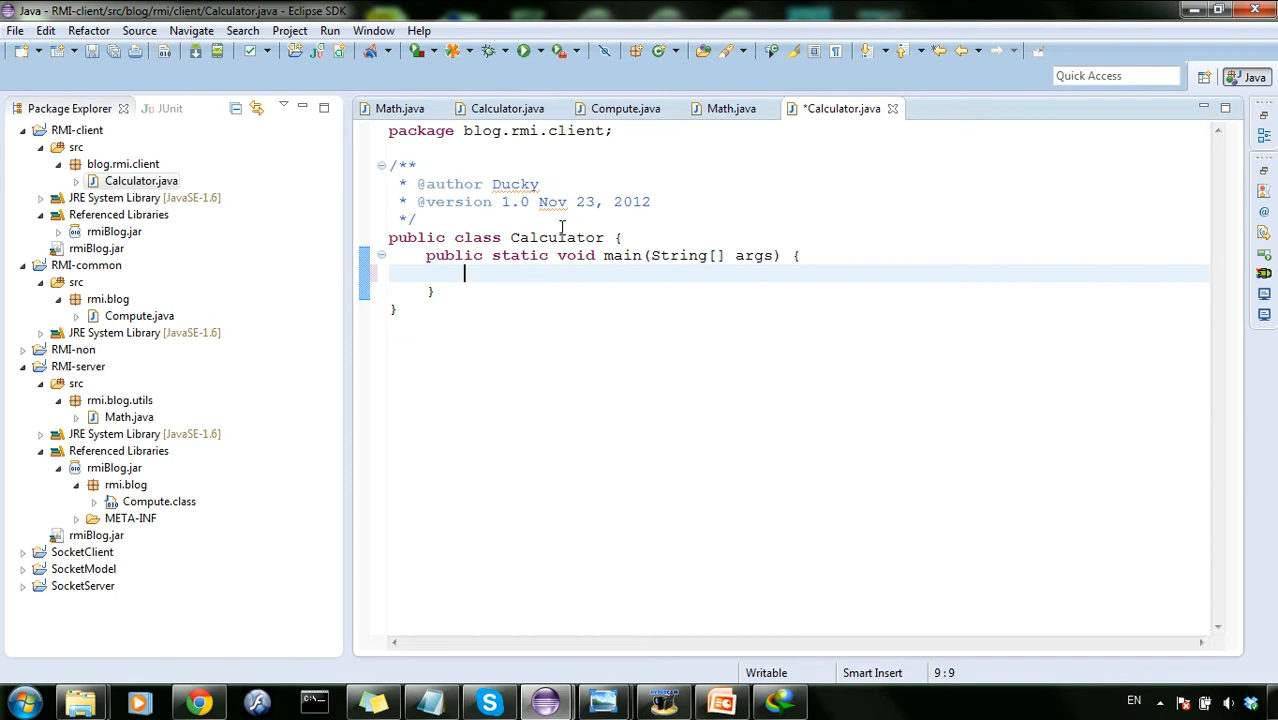 Java - RMI-client/src/blog/rmi/client/Calculator.java - Eclipse SDK
File Edit Refactor Source Navigate Search Project Run Window Help
Quick Access
Java
Package Explorer
JUnit
RMI-client
src
blog.rmi.client
Calculator.java
JRE System Library [JavaSE-1.6]
Referenced Libraries
rmiBlog.jar
rmiBlog.jar
RMI-common
src
rmi.blog
Compute.java
JRE System Library [JavaSE-1.6]
RMI-non
RMI-server
src
rmi.blog.utils
Math.java
JRE System Library [JavaSE-1.6]
Referenced Libraries
rmiBlog.jar
rmi.blog
Compute.class
META-INF
rmiBlog.jar
SocketClient
SocketModel
SocketServer
Math.java Calculator.java Compute.java Math.java *Calculator.java
package blog.rmi.client;
/**
* @author Ducky
* @version 1.0 Nov 23, 2012
*/
public class Calculator {
public static void main(String[] args) {
}
}
Writable Smart Insert 9:9
EN